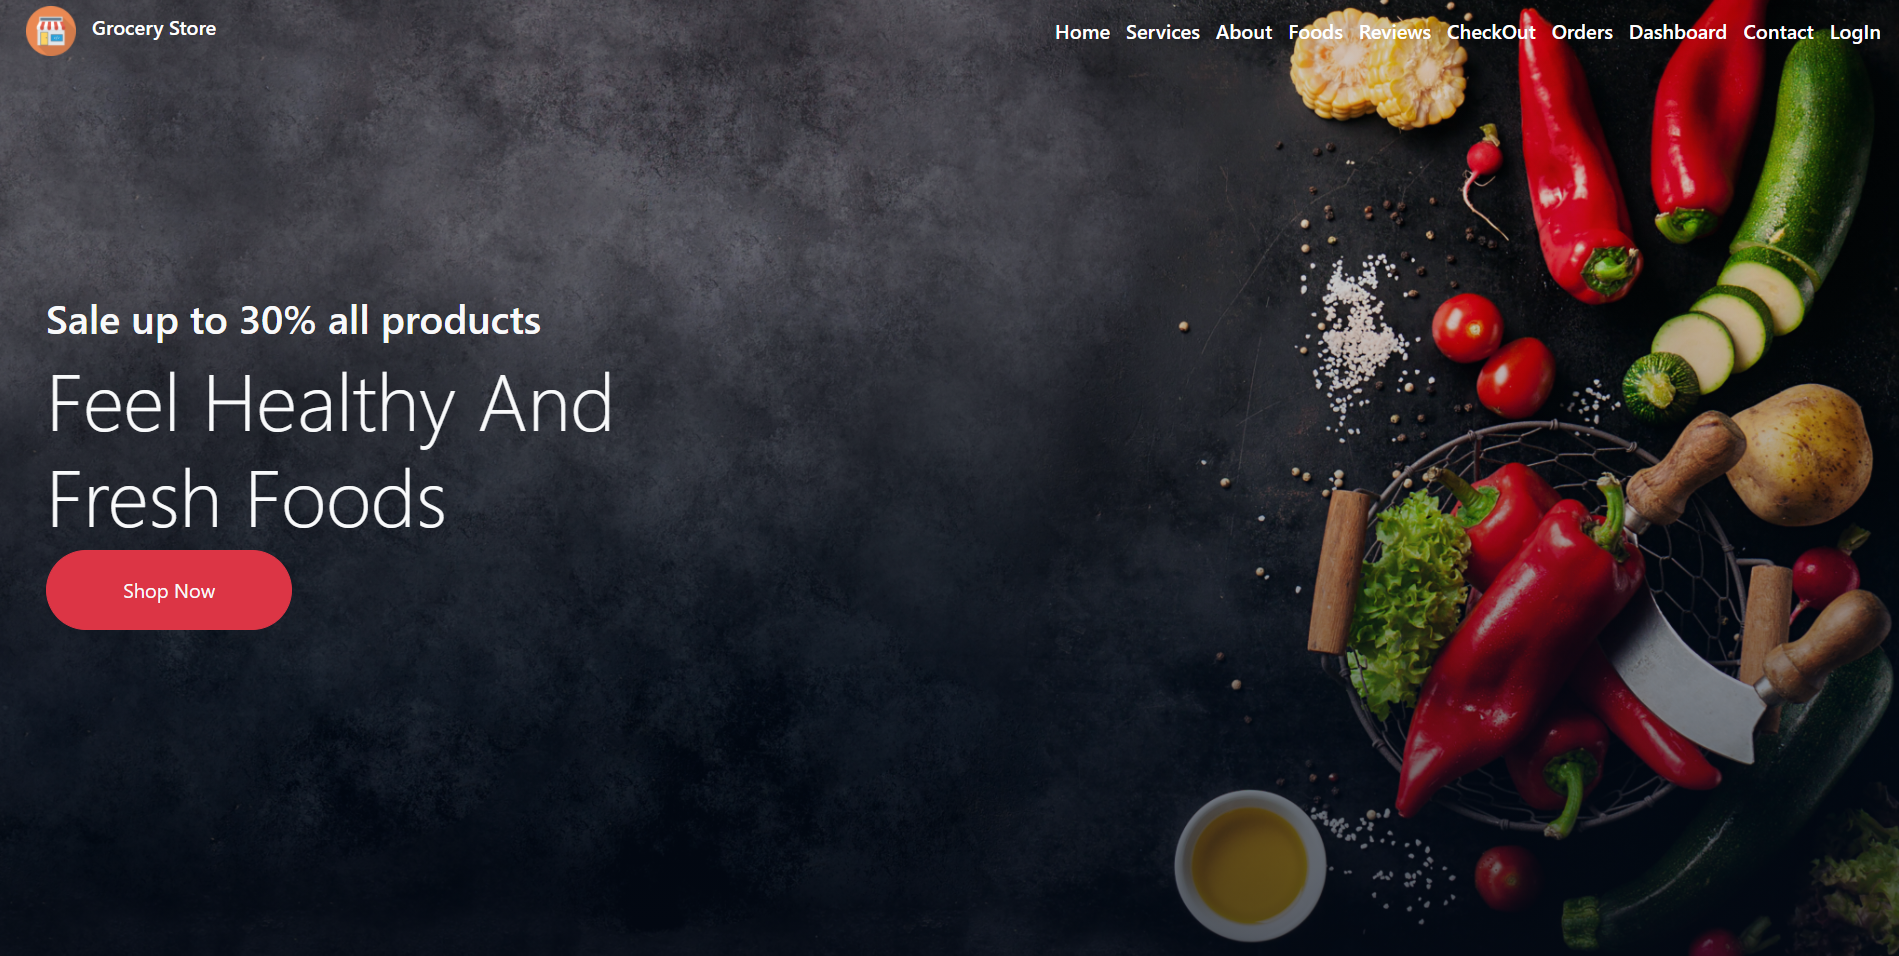 Grocery Store
Home Services About Foods Reviews CheckOut Orders Dashboard Contact LogIn
Sale up to 30% all products
Feel Healthy And
Fresh Foods
Shop Now